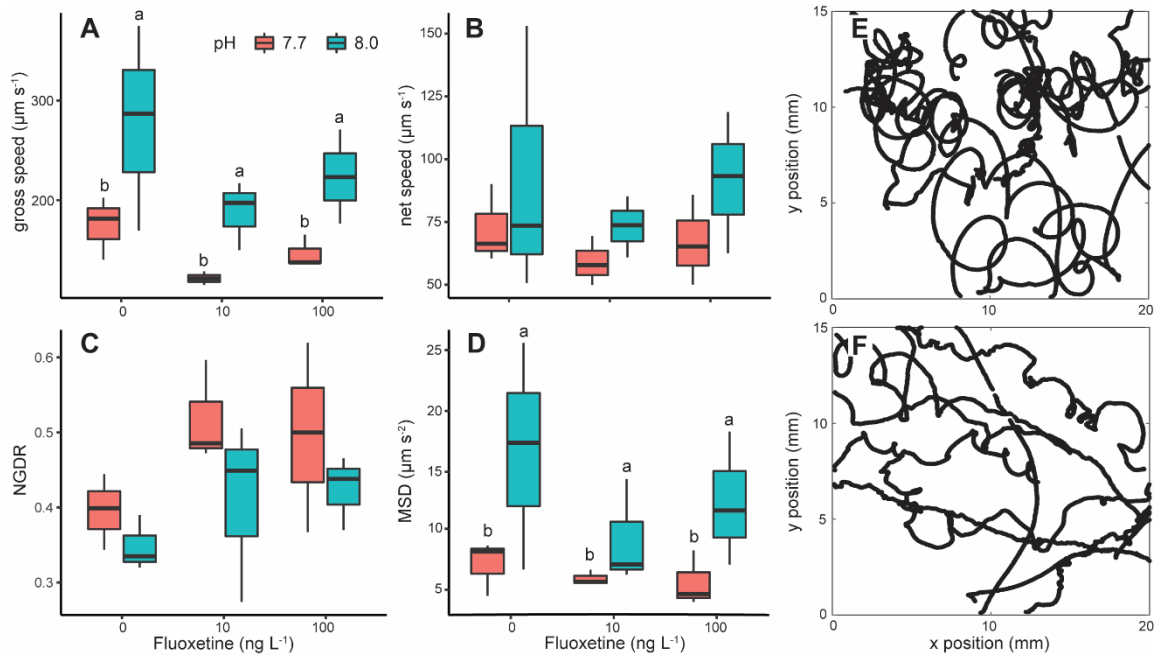 A
pH 7.7 8.0
a
a
a
b
b
b
gross speed (µm s⁻¹)
300
200
0 10 100
B
net speed (µm s⁻¹)
150
125
100
75
50
0 10 100
E
y position (mm)
15
10
5
0
0 10 20
C
NGDR
0.6
0.5
0.4
0.3
0 10 100
Fluoxetine (ng L⁻¹)
D
a
a
a
b
b
b
MSD (µm s⁻²)
25
20
15
10
5
0 10 100
Fluoxetine (ng L⁻¹)
F
y position (mm)
15
10
5
0
0 10 20
x position (mm)